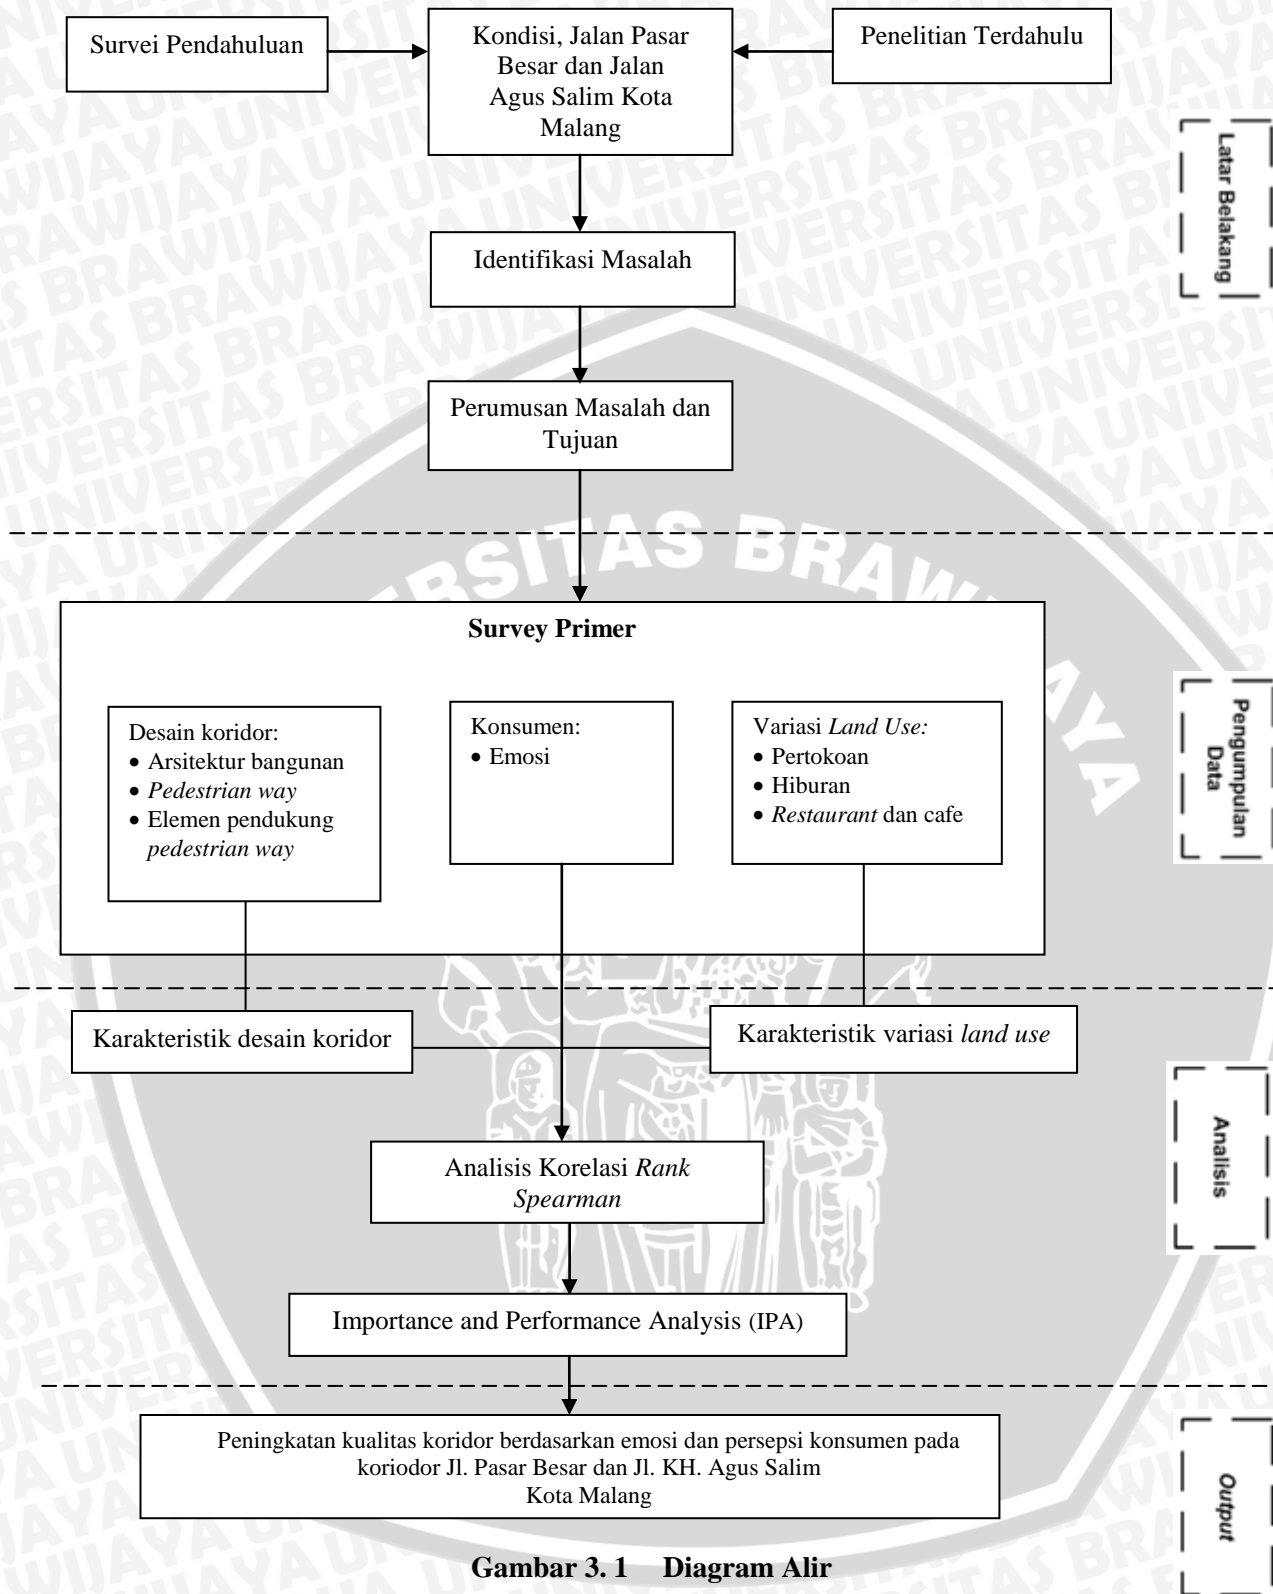 Survei Pendahuluan
Kondisi, Jalan Pasar
Besar dan Jalan
Agus Salim Kota
Malang
Penelitian Terdahulu
Latar Belakang
Identifikasi Masalah
Perumusan Masalah dan
Tujuan
Survey Primer
Desain koridor:
• Arsitektur bangunan
• Pedestrian way
• Elemen pendukung
pedestrian way
Konsumen:
• Emosi
Variasi Land Use:
• Pertokoan
• Hiburan
• Restaurant dan cafe
Pengumpulan
Data
Karakteristik desain koridor
Karakteristik variasi land use
Analisis Korelasi Rank
Spearman
Analisis
Importance and Performance Analysis (IPA)
Peningkatan kualitas koridor berdasarkan emosi dan persepsi konsumen pada
koriodor Jl. Pasar Besar dan Jl. KH. Agus Salim
Kota Malang
Output
Gambar 3. 1 Diagram Alir